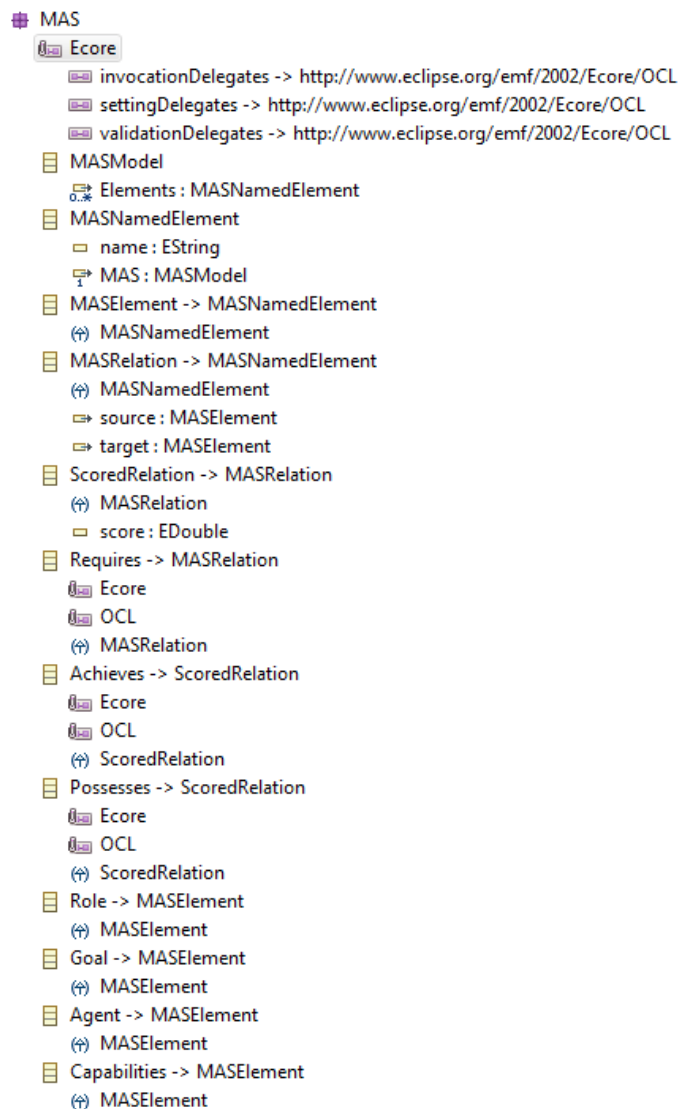 MAS
Ecore
invocationDelegates -> http://www.eclipse.org/emf/2002/Ecore/OCL
settingDelegates -> http://www.eclipse.org/emf/2002/Ecore/OCL
validationDelegates -> http://www.eclipse.org/emf/2002/Ecore/OCL
MASModel
0..* Elements : MASNamedElement
MASNamedElement
name : EString
1 MAS : MASModel
MASElement -> MASNamedElement
MASNamedElement
MASRelation -> MASNamedElement
MASNamedElement
source : MASElement
target : MASElement
ScoredRelation -> MASRelation
MASRelation
score : EDouble
Requires -> MASRelation
Ecore
OCL
MASRelation
Achieves -> ScoredRelation
Ecore
OCL
ScoredRelation
Possesses -> ScoredRelation
Ecore
OCL
ScoredRelation
Role -> MASElement
MASElement
Goal -> MASElement
MASElement
Agent -> MASElement
MASElement
Capabilities -> MASElement
MASElement